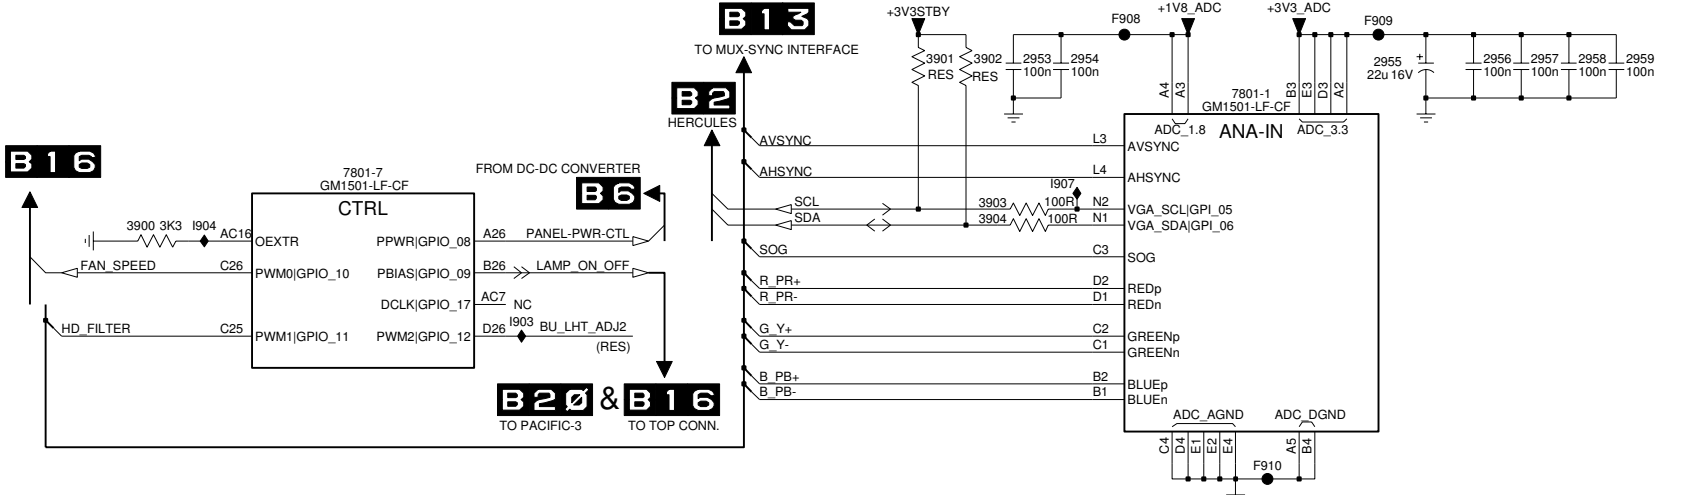 B13
TO MUX-SYNC INTERFACE
+3V3STBY
F908
+1V8_ADC
+3V3_ADC
F909
3901
RES
3902
RES
2953
100n
2954
100n
A4
A3
B3
E3
D3
A2
+
2955
22u 16V
2956
100n
2957
100n
2958
100n
2959
100n
B2
HERCULES
7801-1
GM1501-LF-CF
ADC_1.8
ANA-IN
ADC_3.3
AVSYNC
L3
AVSYNC
AHSYNC
L4
AHSYNC
I907
SCL
3903
100R
N2
VGA_SCL|GPI_05
SDA
3904
100R
N1
VGA_SDA|GPI_06
SOG
C3
SOG
R_PR+
D2
REDp
R_PR-
D1
REDn
G_Y+
C2
GREENp
G_Y-
C1
GREENn
B_PB+
B2
BLUEp
B_PB-
B1
BLUEn
ADC_AGND
ADC_DGND
C4
D4
E1
E2
E4
A5
B4
F910
B16
7801-7
GM1501-LF-CF
CTRL
FROM DC-DC CONVERTER
B6
3900 3K3
I904
AC16
OEXTR
PPWR|GPIO_08
A26
PANEL-PWR-CTL
FAN_SPEED
C26
PWM0|GPIO_10
PBIAS|GPIO_09
B26
LAMP_ON_OFF
DCLK|GPIO_17
AC7
NC
HD_FILTER
C25
PWM1|GPIO_11
PWM2|GPIO_12
D26
I903
BU_LHT_ADJ2
(RES)
B20 & B16
TO PACIFIC-3
TO TOP CONN.